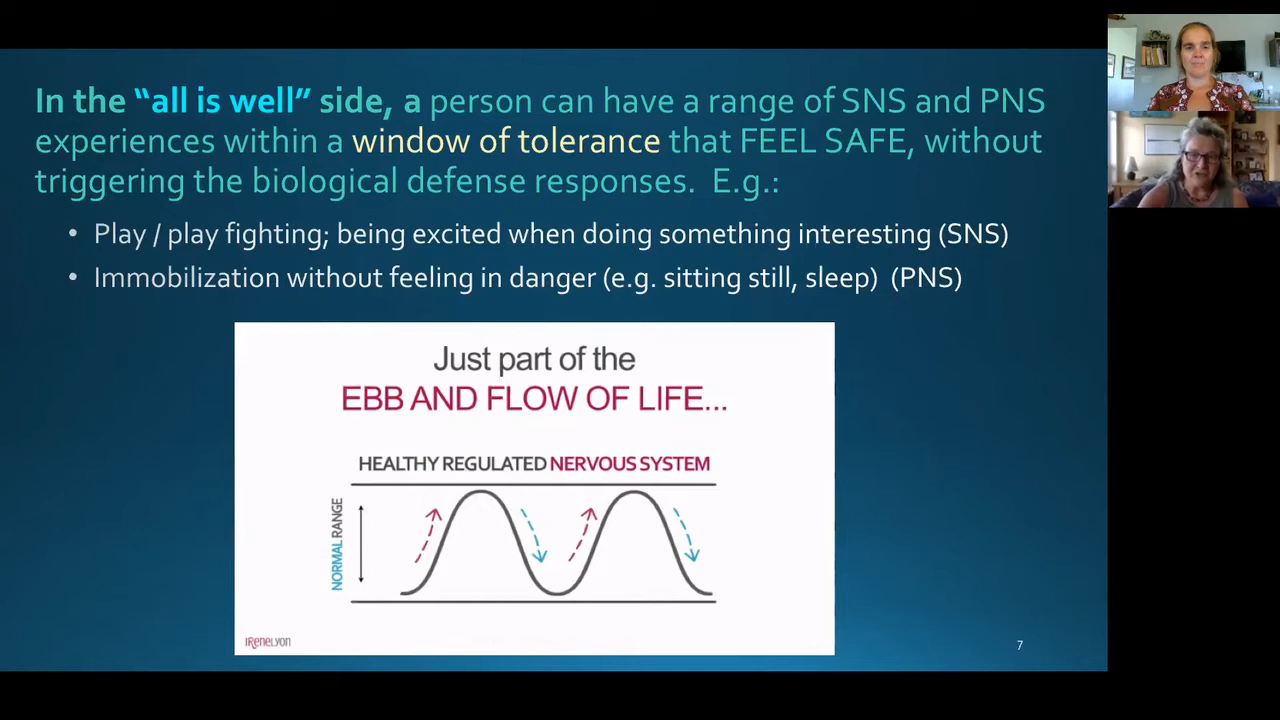 In the “all is well” side, a person can have a range of SNS and PNS
experiences within a window of tolerance that FEEL SAFE, without
triggering the biological defense responses. E.g.:
• Play / play fighting; being excited when doing something interesting (SNS)
• Immobilization without feeling in danger (e.g. sitting still, sleep) (PNS)
Just part of the
EBB AND FLOW OF LIFE...
HEALTHY REGULATED NERVOUS SYSTEM
NORMAL RANGE
IRENELYON
7